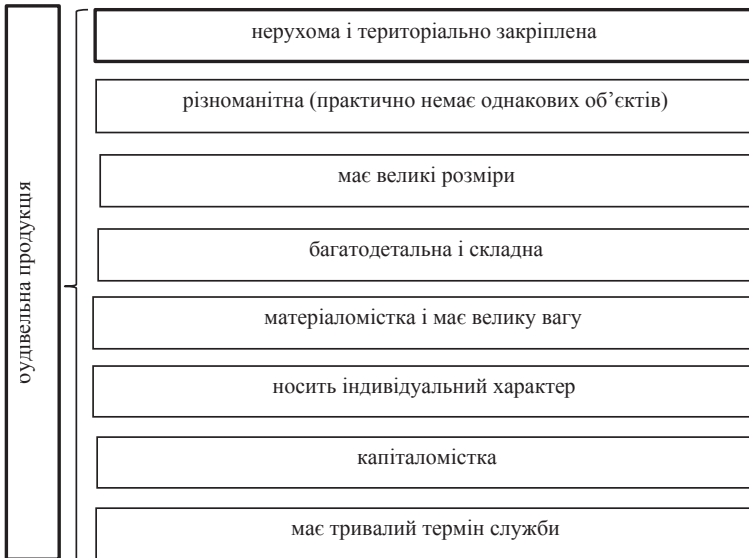 будівельна продукція
нерухома і територіально закріплена
різноманітна (практично немає однакових об’єктів)
має великі розміри
багатодетальна і складна
матеріаломістка і має велику вагу
носить індивідуальний характер
капіталомістка
має тривалий термін служби